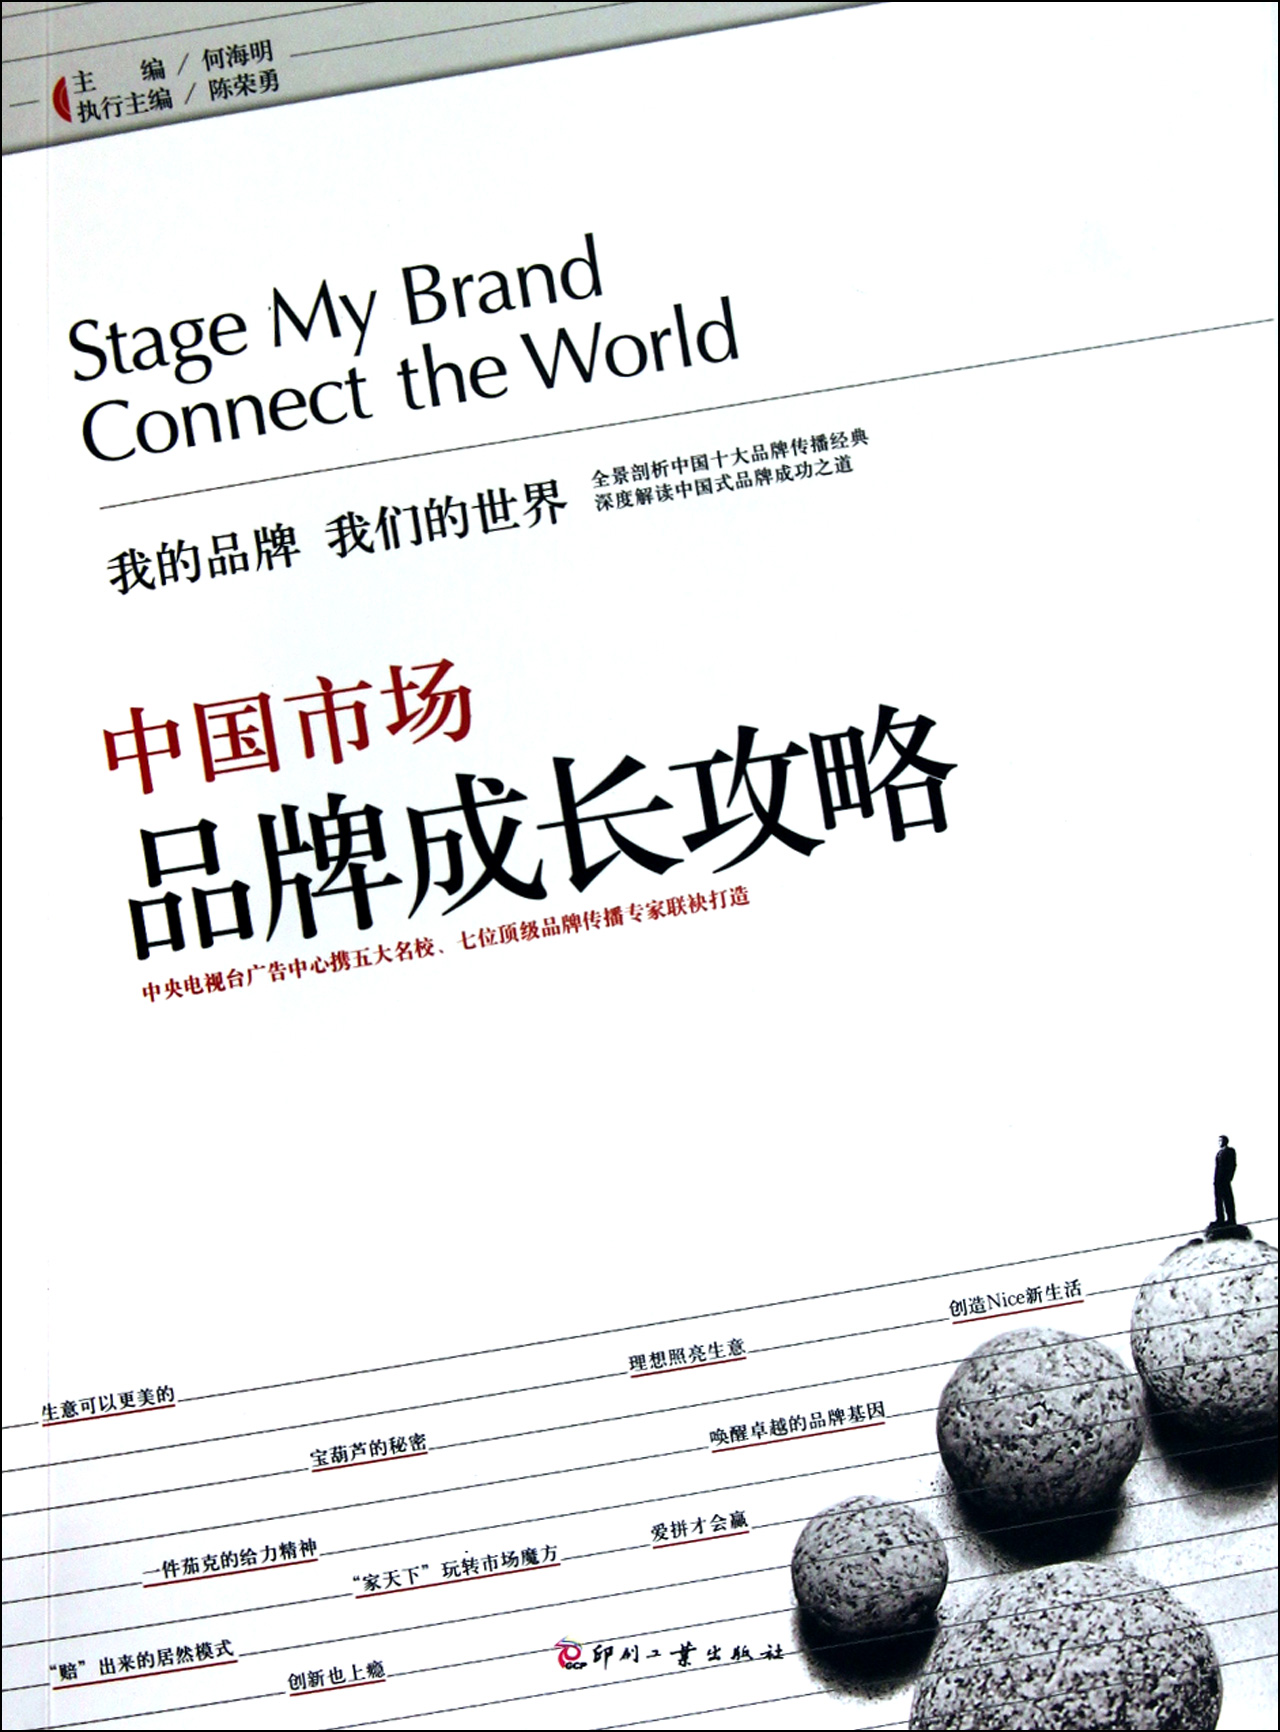 主 编 / 何海明
执行主编 / 陈荣勇
Stage My Brand
Connect the World
我的品牌 我们的世界
全景剖析中国十大品牌传播经典
深度解读中国式品牌成功之道
中国市场
品牌成长攻略
中央电视台广告中心携五大名校、七位顶级品牌传播专家联袂打造
创造Nice新生活
理想照亮生意
生意可以更美的
唤醒卓越的品牌基因
宝葫芦的秘密
爱拼才会赢
一件茄克的给力精神
“家天下”玩转市场魔方
“赔”出来的居然模式
创新也上瘾
GCP 印刷工业出版社